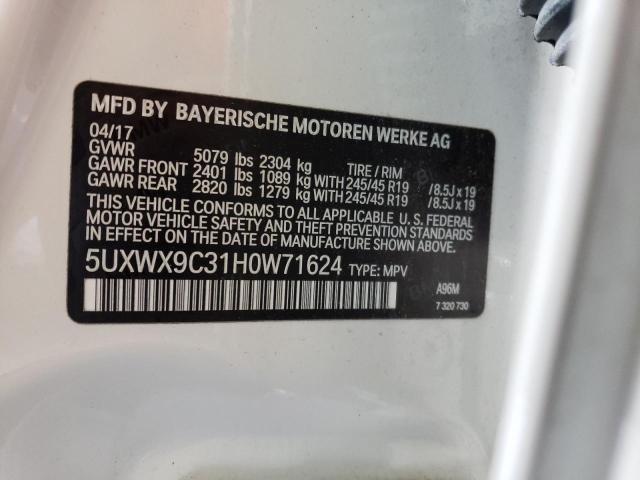 MFD BY BAYERISCHE MOTOREN WERKE AG
04/17
GVWR 5079 lbs 2304 kg TIRE / RIM
GAWR FRONT 2401 lbs 1089 kg WITH 245/45 R19 /8.5J x 19
GAWR REAR 2820 lbs 1279 kg WITH 245/45 R19 /8.5J x 19
THIS VEHICLE CONFORMS TO ALL APPLICABLE U.S. FEDERAL
MOTOR VEHICLE SAFETY AND THEFT PREVENTION STANDARDS
IN EFFECT ON THE DATE OF MANUFACTURE SHOWN ABOVE.
5UXWX9C31H0W71624 TYPE: MPV
A96M
7 320 730